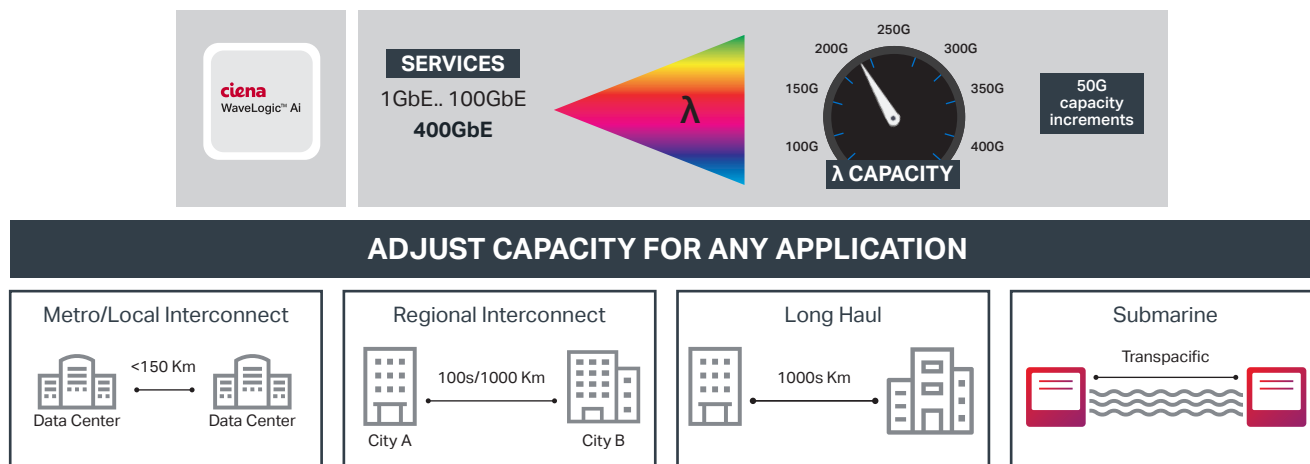 ciena
WaveLogic™ Ai
SERVICES
1GbE.. 100GbE
400GbE
λ
100G
150G
200G
250G
300G
350G
400G
λ CAPACITY
50G
capacity
increments
ADJUST CAPACITY FOR ANY APPLICATION
Metro/Local Interconnect
<150 Km
Data Center
Data Center
Regional Interconnect
100s/1000 Km
City A
City B
Long Haul
1000s Km
Submarine
Transpacific